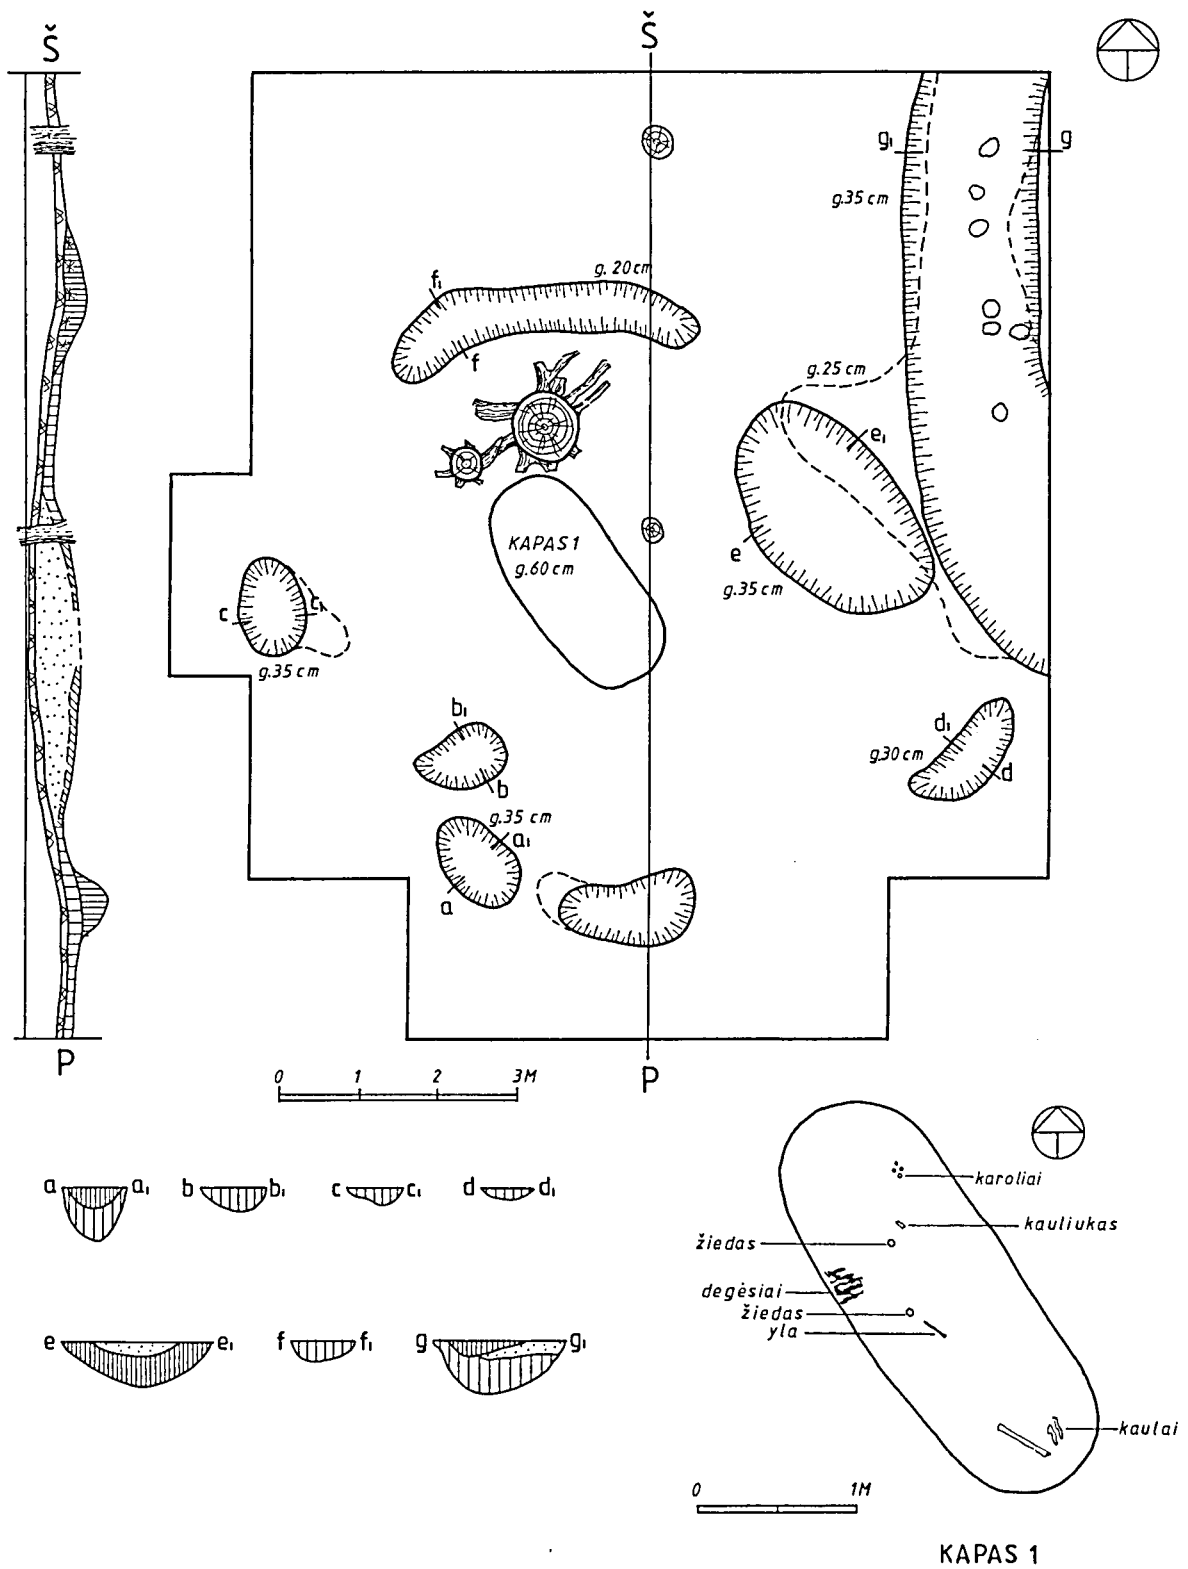 Š
Š
g₁
g
g.35 cm
g. 20cm
f₁
f
g.25 cm
e₁
e
g.35 cm
KAPAS 1
g.60 cm
c
c₁
g.35 cm
b₁
b
d₁
g.30 cm
d
g.35 cm
a₁
a
P
P
0 1 2 3M
a a₁ b b₁ c c₁ d d₁
karoliai
kauliukas
žiedas
degėsiai
žiedas
yla
e e₁ f f₁ g g₁
kaulai
0 1M
KAPAS 1